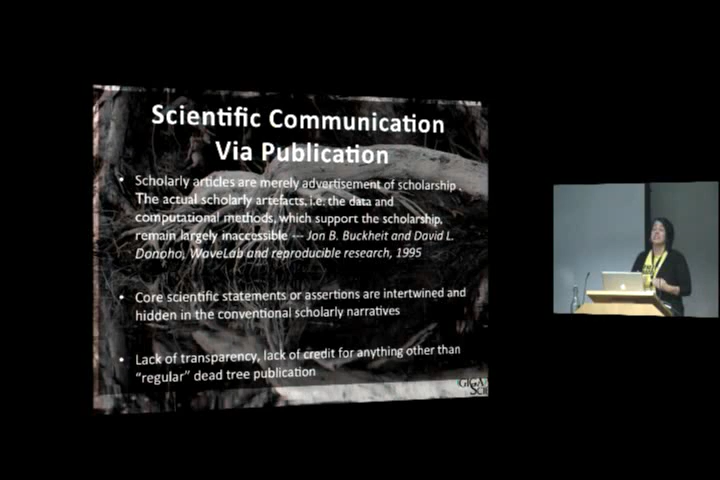 Scientific Communication
Via Publication
• Scholarly articles are merely advertisement of scholarship .
The actual scholarly artefacts, i.e. the data and
computational methods, which support the scholarship,
remain largely inaccessible --- Jon B. Buckheit and David L.
Donoho, WaveLab and reproducible research, 1995
• Core scientific statements or assertions are intertwined and
hidden in the conventional scholarly narratives
• Lack of transparency, lack of credit for anything other than
“regular” dead tree publication
GIGA
SCI